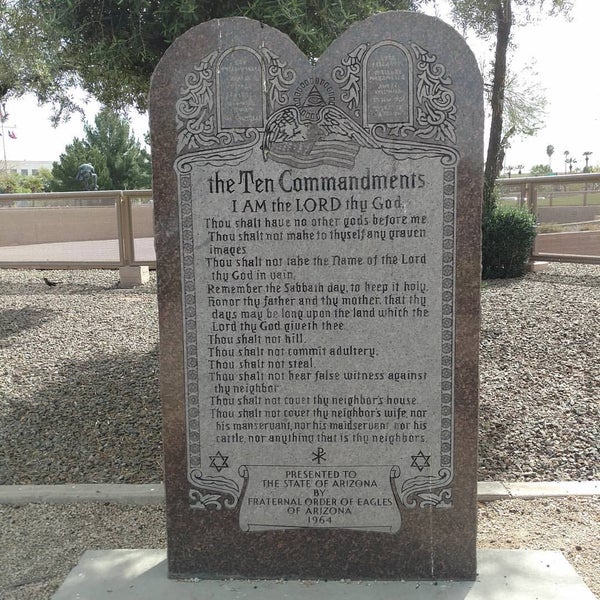 the Ten Commandments
I AM the LORD thy God.
Thou shalt have no other gods before me.
Thou shalt not make to thyself any graven
images.
Thou shalt not take the Name of the Lord
thy God in vain.
Remember the Sabbath day, to keep it holy.
Honor thy father and thy mother, that thy
days may be long upon the land which the
Lord thy God giveth thee.
Thou shalt not kill.
Thou shalt not commit adultery.
Thou shalt not steal.
Thou shalt not bear false witness against
thy neighbor.
Thou shalt not covet thy neighbor's house.
Thou shalt not covet thy neighbor's wife, nor
his manservant, nor his maidservant, nor his
cattle, nor anything that is thy neighbors.
PRESENTED TO
THE STATE OF ARIZONA
BY
FRATERNAL ORDER OF EAGLES
OF ARIZONA
1964